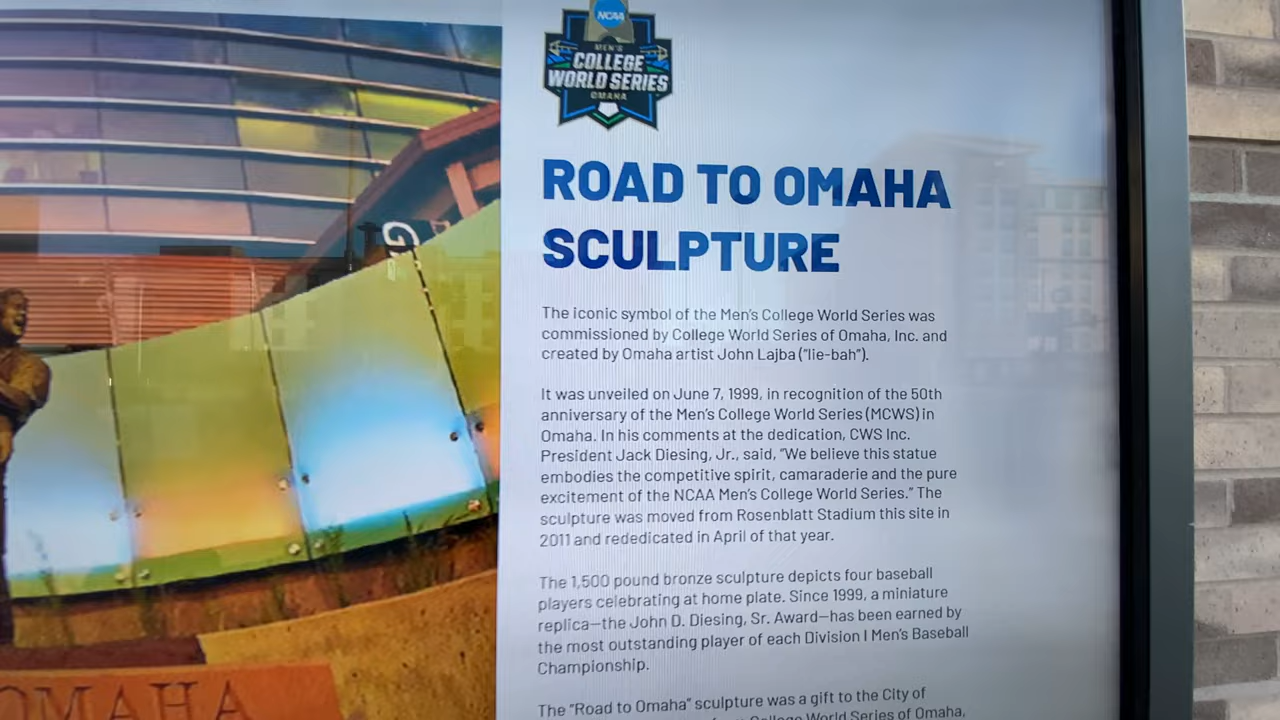 NCAA
MEN'S
COLLEGE
WORLD SERIES
OMAHA
ROAD TO OMAHA
SCULPTURE
The iconic symbol of the Men's College World Series was
commissioned by College World Series of Omaha, Inc. and
created by Omaha artist John Lajba ("lie-bah").
It was unveiled on June 7, 1999, in recognition of the 50th
anniversary of the Men's College World Series (MCWS) in
Omaha. In his comments at the dedication, CWS Inc.
President Jack Diesing, Jr., said, "We believe this statue
embodies the competitive spirit, camaraderie and the pure
excitement of the NCAA Men's College World Series." The
sculpture was moved from Rosenblatt Stadium this site in
2011 and rededicated in April of that year.
The 1,500 pound bronze sculpture depicts four baseball
players celebrating at home plate. Since 1999, a miniature
replica—the John D. Diesing, Sr. Award—has been earned by
the most outstanding player of each Division I Men's Baseball
Championship.
The "Road to Omaha" sculpture was a gift to the City of
College World Series of Omaha,
OMAHA